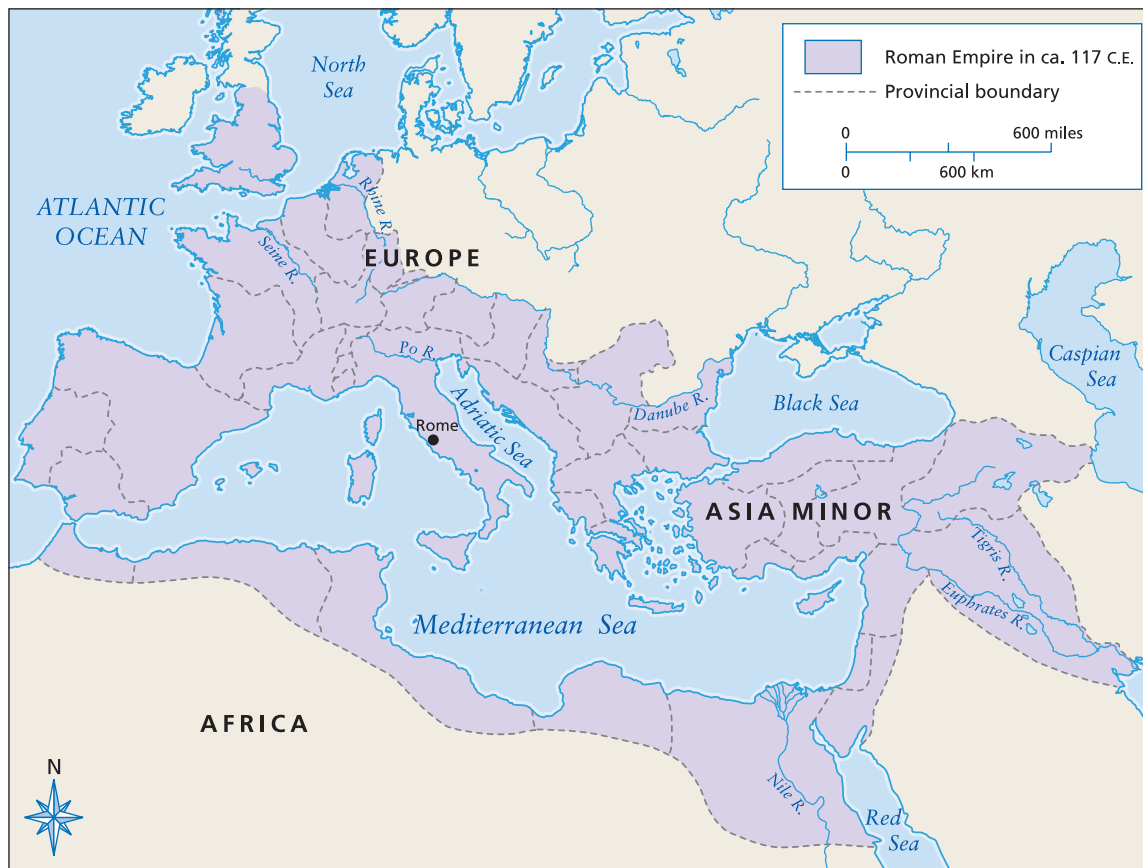 North
Sea
Roman Empire in ca. 117 C.E.
Provincial boundary
0 600 miles
0 600 km
ATLANTIC
OCEAN
Rhine R.
Seine R.
EUROPE
Po R.
Adriatic Sea
Rome
Danube R.
Black Sea
Caspian
Sea
ASIA MINOR
Tigris R.
Euphrates R.
Mediterranean Sea
AFRICA
N
Nile R.
Red
Sea